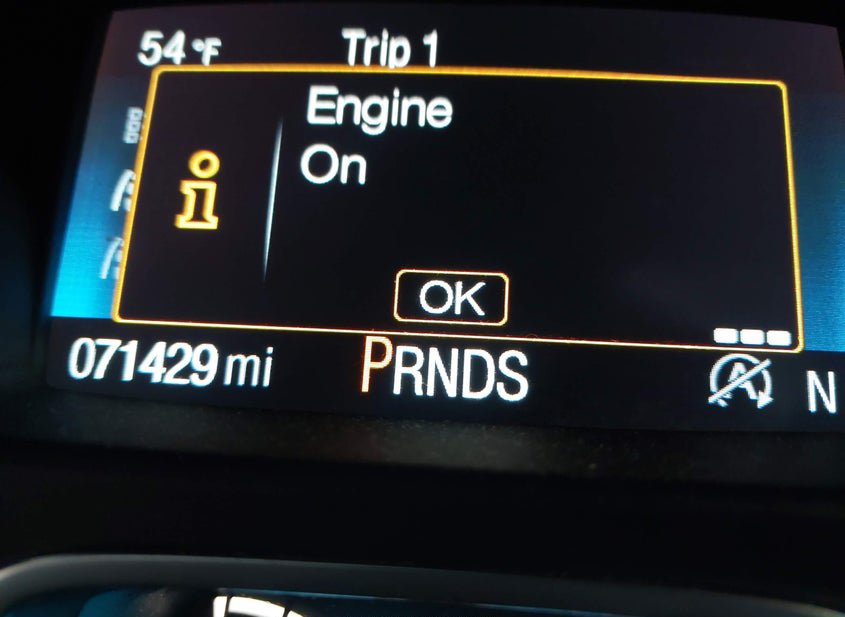 54 °F Trip 1
Engine
On
OK
071429 mi PRNDS A N